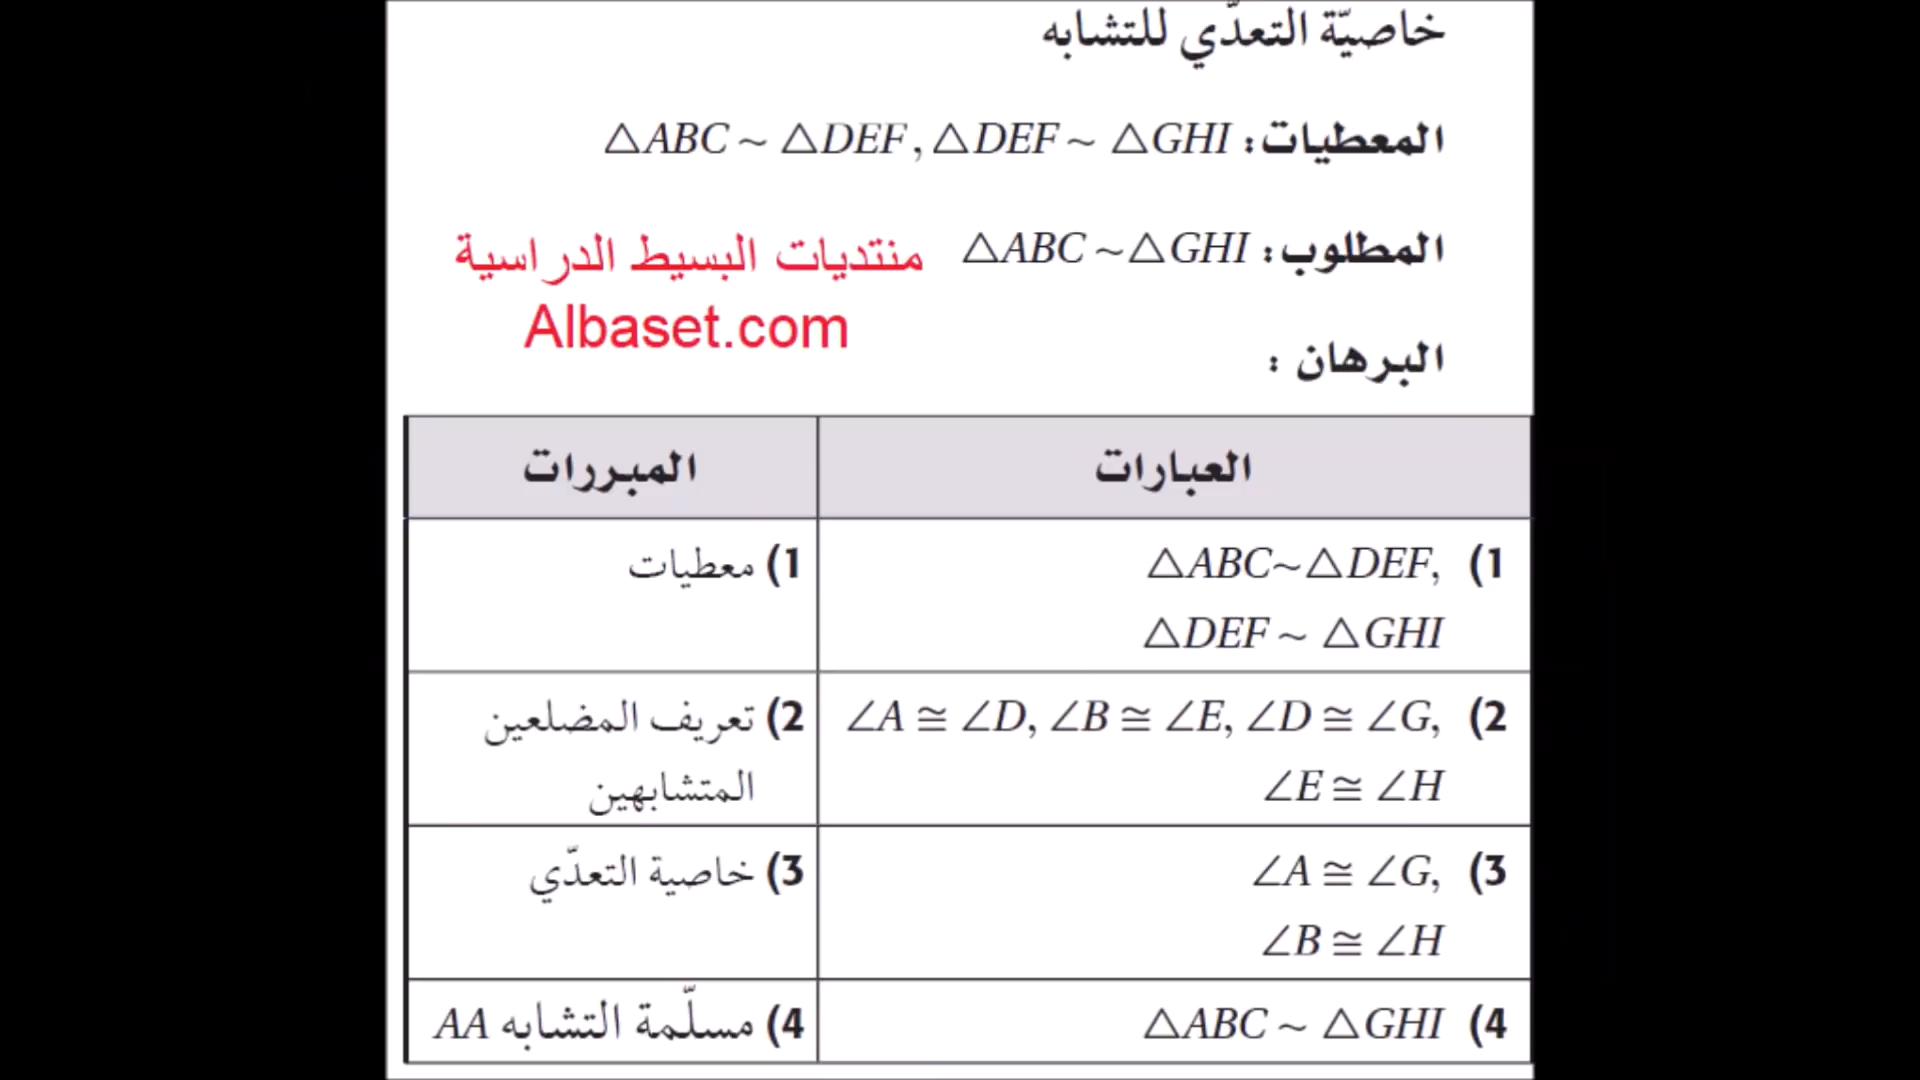 خاصيّة التعدّي للتشابه
المعطيات: △ABC ~ △DEF, △DEF ~ △GHI
المطلوب: △ABC ~ △GHI
منتديات البسيط الدراسية
Albaset.com
البرهان :
العبارات المبررات
(1 △ABC~△DEF, (1 معطيات
△DEF ~ △GHI
(2 ∠A ≅ ∠D, ∠B ≅ ∠E, ∠D ≅ ∠G, (2 تعريف المضلعين
∠E ≅ ∠H المتشابهين
(3 ∠A ≅ ∠G, (3 خاصية التعدّي
∠B ≅ ∠H
(4 △ABC ~ △GHI (4 مسلّمة التشابه AA